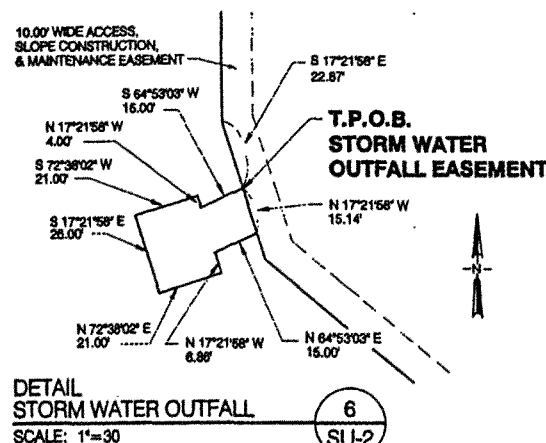 10.00' WIDE ACCESS,
SLOPE CONSTRUCTION,
& MAINTENANCE EASEMENT
S 17°21'58" E
22.87'
S 64°53'03" W
15.00'
T.P.O.B.
STORM WATER
OUTFALL EASEMENT
N 17°21'58" W
4.00'
S 72°38'02" W
21.00'
N 17°21'58" W
15.14'
S 17°21'58" E
26.00'
N
N 72°38'02" E
21.00'
N 17°21'58" W
6.86'
N 64°53'03" E
15.00'
DETAIL
STORM WATER OUTFALL
SCALE: 1"=30
6
SU-2